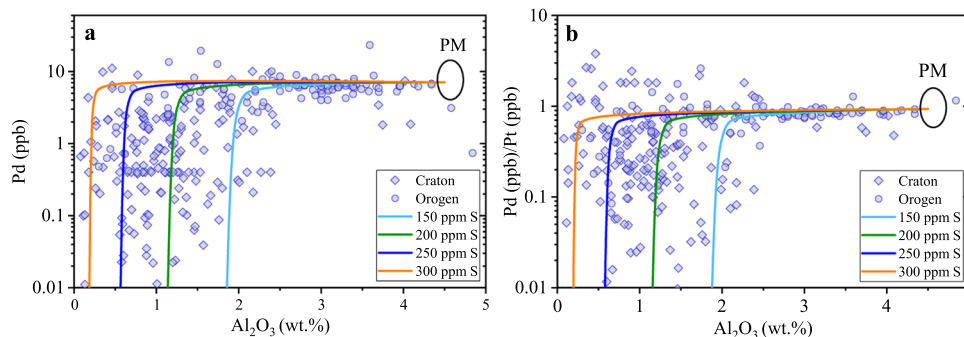 a
PM
Pd (ppb)
10
1
0.1
0.01
Craton
Orogen
150 ppm S
200 ppm S
250 ppm S
300 ppm S
0 1 2 3 4 5
Al₂O₃ (wt.%)
b
PM
Pd (ppb)/Pt (ppb)
10
1
0.1
0.01
Craton
Orogen
150 ppm S
200 ppm S
250 ppm S
300 ppm S
0 1 2 3 4
Al₂O₃ (wt.%)